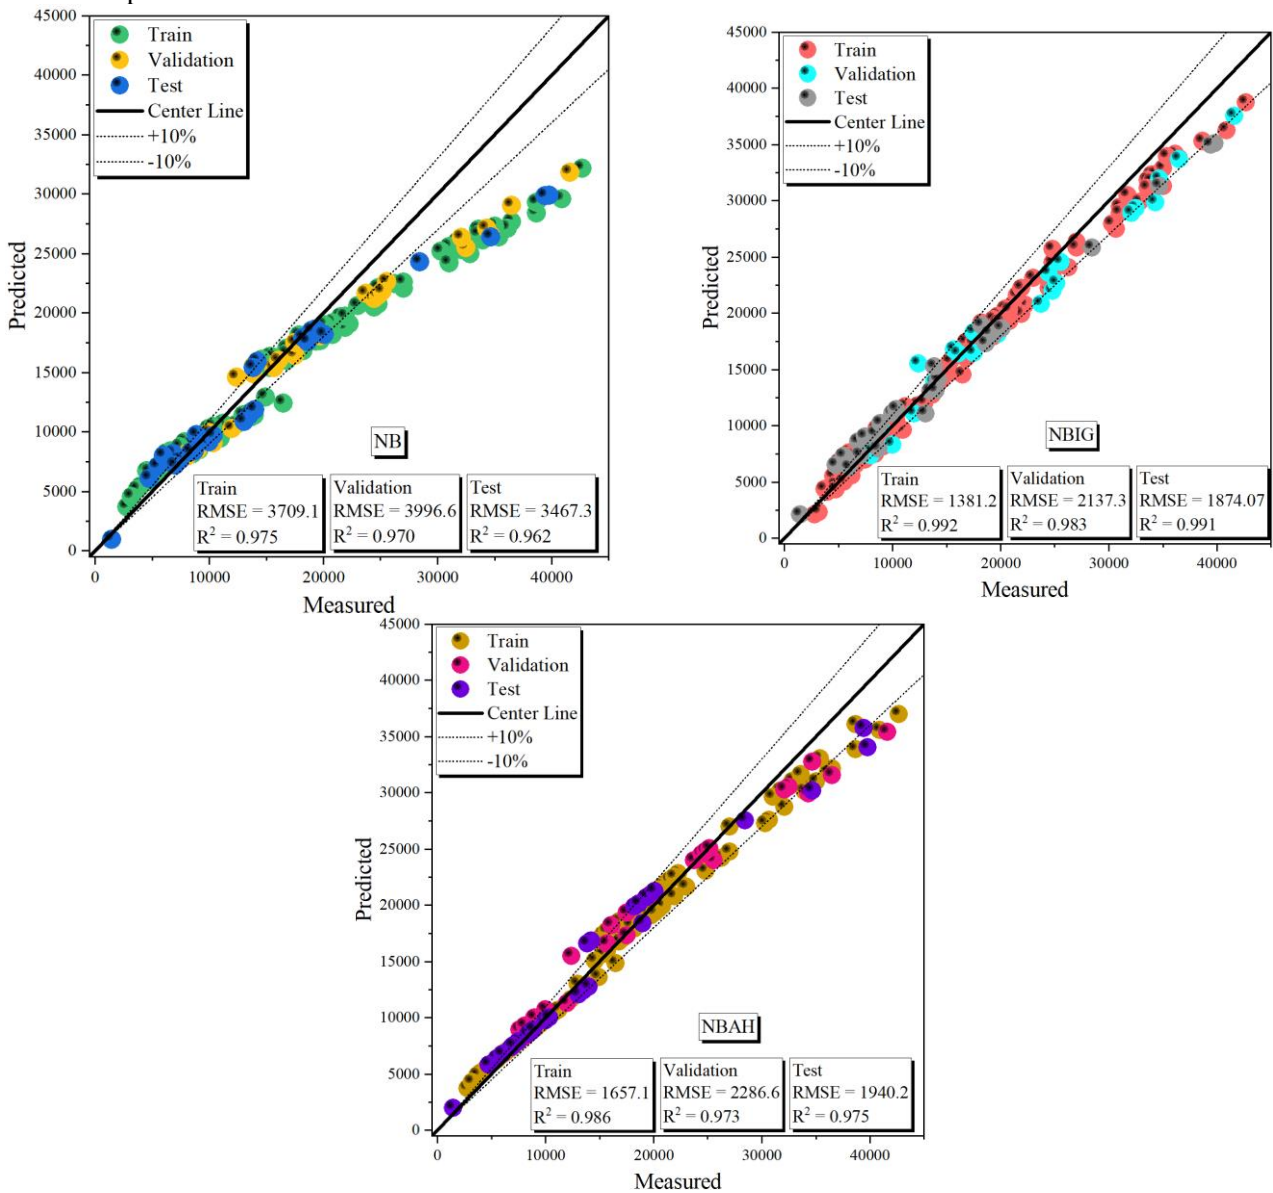 p
45000
40000
35000
30000
25000
20000
15000
10000
5000
0
Predicted
Train
Validation
Test
Center Line
+10%
-10%
NB
Train
RMSE = 3709.1
R² = 0.975
Validation
RMSE = 3996.6
R² = 0.970
Test
RMSE = 3467.3
R² = 0.962
0 10000 20000 30000 40000
Measured
45000
40000
35000
30000
25000
20000
15000
10000
5000
0
Predicted
Train
Validation
Test
Center Line
+10%
-10%
NBIG
Train
RMSE = 1381.2
R² = 0.992
Validation
RMSE = 2137.3
R² = 0.983
Test
RMSE = 1874.07
R² = 0.991
0 10000 20000 30000 40000
Measured
45000
40000
35000
30000
25000
20000
15000
10000
5000
0
Predicted
Train
Validation
Test
Center Line
+10%
-10%
NBAH
Train
RMSE = 1657.1
R² = 0.986
Validation
RMSE = 2286.6
R² = 0.973
Test
RMSE = 1940.2
R² = 0.975
0 10000 20000 30000 40000
Measured